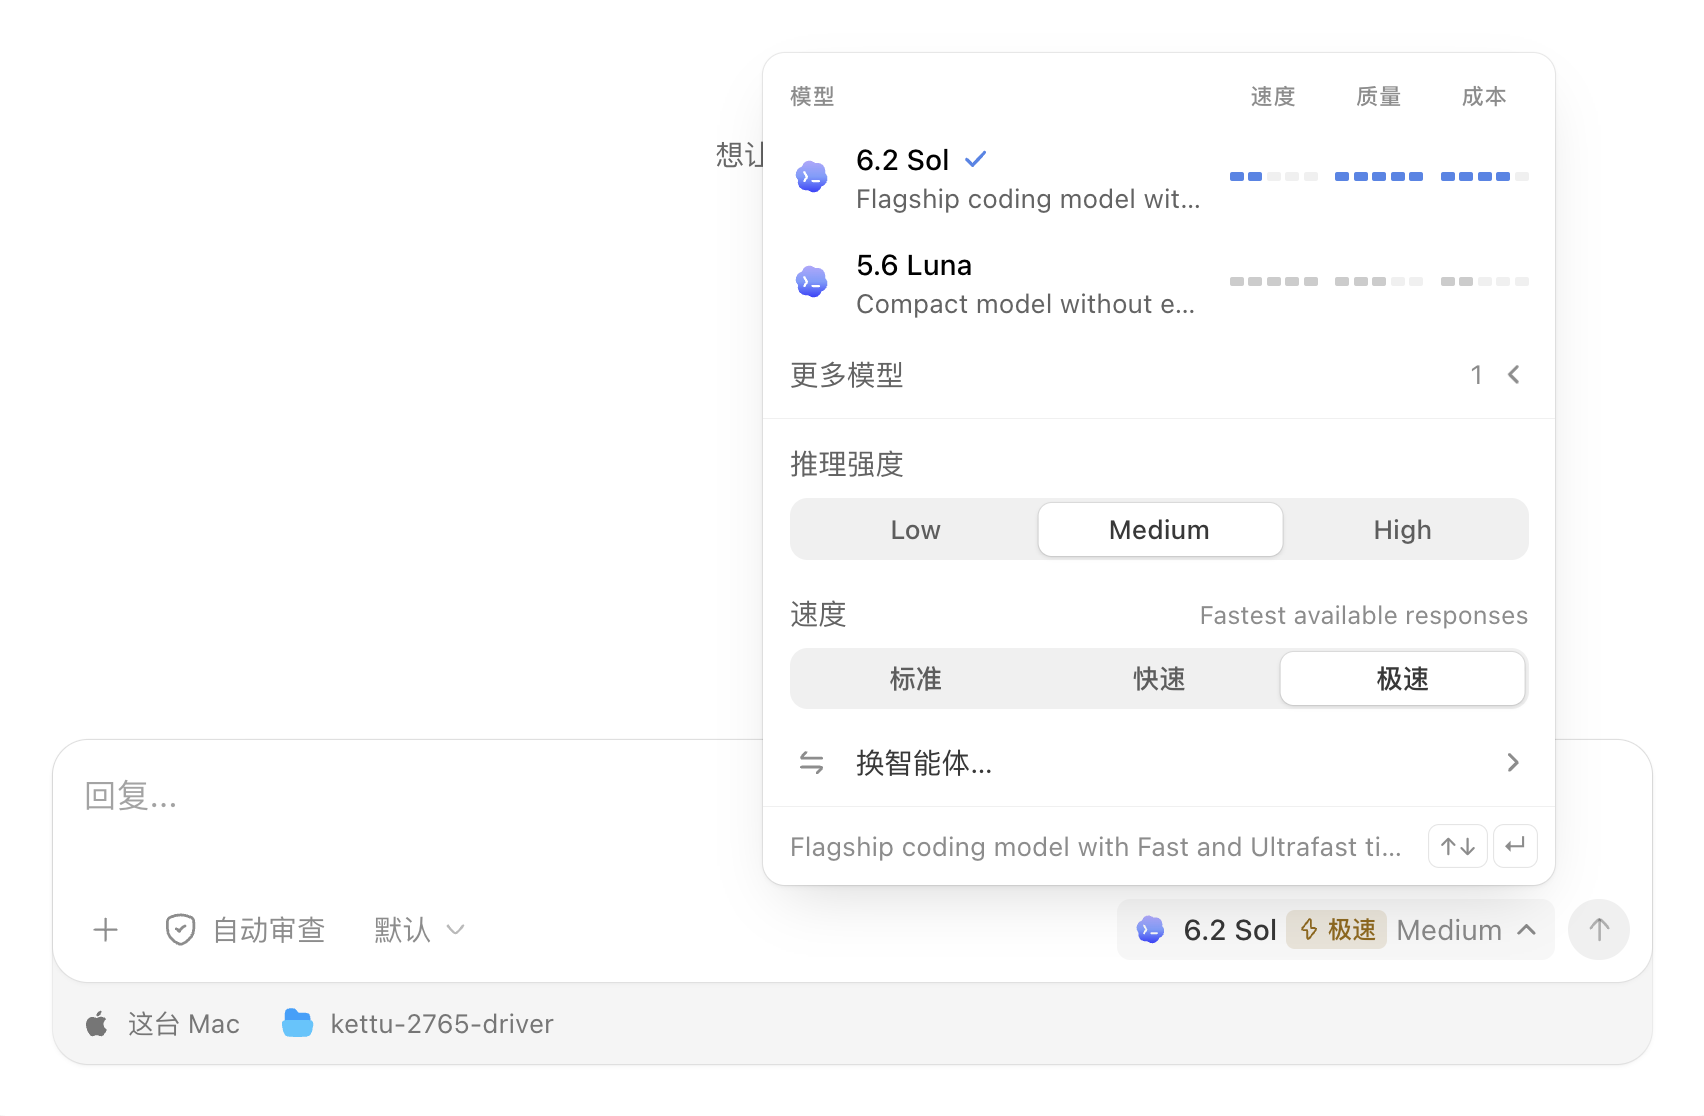 模型 速度 质量 成本
想让
6.2 Sol
Flagship coding model wit...
5.6 Luna
Compact model without e...
更多模型 1
推理强度
Low Medium High
速度 Fastest available responses
标准 快速 极速
换智能体...
Flagship coding model with Fast and Ultrafast ti...
回复...
自动审查 默认 6.2 Sol 极速 Medium
这台 Mac kettu-2765-driver